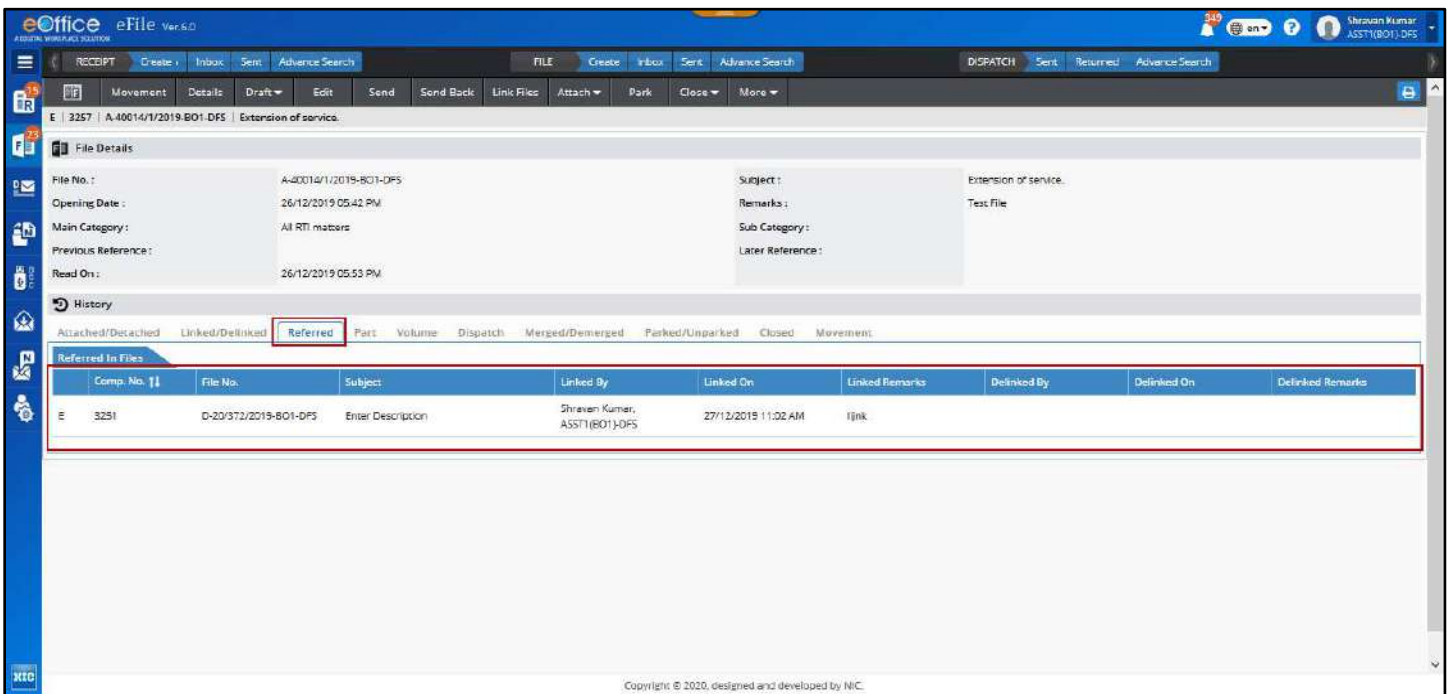 eOffice eFile Ver.6.0
A DIGITAL WORKPLACE SOLUTION
349 en ? Shravan Kumar
ASST1(BO1)-DFS
RECEIPT Create Inbox Sent Advance Search FILE Create Inbox Sent Advance Search DISPATCH Sent Returned Advance Search
Movement Details Draft Edit Send Send Back Link Files Attach Park Close More
E | 3257 | A-40014/1/2019-BO1-DFS | Extension of service.
23
File Details
File No. : A-40014/1/2019-BO1-DFS Subject : Extension of service.
Opening Date : 26/12/2019 05:42 PM Remarks : Test File
Main Category : All RTI matters Sub Category :
Previous Reference : Later Reference :
Read On : 26/12/2019 05:53 PM
History
Attached/Detached Linked/Delinked Referred Part Volume Dispatch Merged/Demerged Parked/Unparked Closed Movement
Referred In Files
Comp. No. File No. Subject Linked By Linked On Linked Remarks Delinked By Delinked On Delinked Remarks
E 3251 D-20/372/2019-BO1-DFS Enter Description Shravan Kumar, 27/12/2019 11:02 AM
ASST1(BO1)-DFS
NIC
Copyright © 2020, designed and developed by NIC.